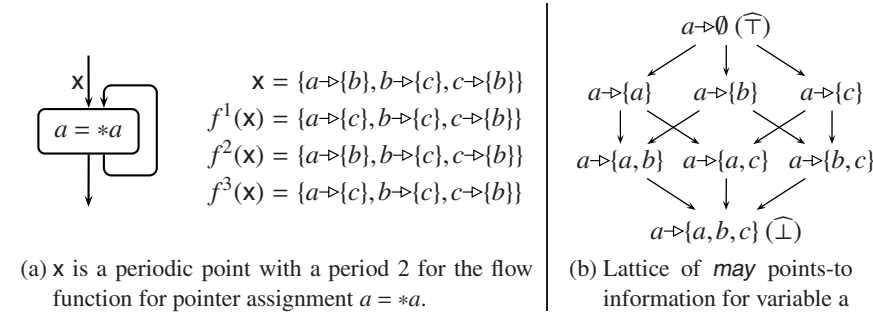 x
a = *a
x = {a⇾{b}, b⇾{c}, c⇾{b}}
f¹(x) = {a⇾{c}, b⇾{c}, c⇾{b}}
f²(x) = {a⇾{b}, b⇾{c}, c⇾{b}}
f³(x) = {a⇾{c}, b⇾{c}, c⇾{b}}
(a) x is a periodic point with a period 2 for the flow
function for pointer assignment a = *a.
a⇾∅ (⊤̂)
a⇾{a} a⇾{b} a⇾{c}
a⇾{a,b} a⇾{a,c} a⇾{b,c}
a⇾{a,b,c} (⊥̂)
(b) Lattice of may points-to
information for variable a